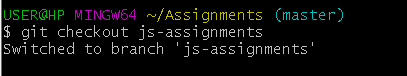 USER@HP MINGW64 ~/Assignments (master)
$ git checkout js-assignments
Switched to branch 'js-assignments'